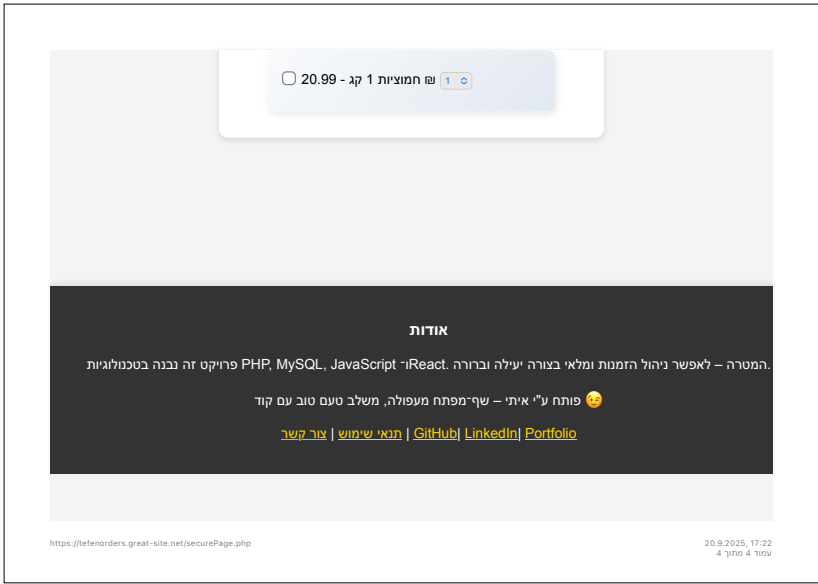 חמוציות 1 קג - 20.99 ₪ 1
אודות
פרויקט זה נבנה בטכנולוגיות PHP, MySQL, JavaScript ו־React. המטרה – לאפשר ניהול הזמנות ומלאי בצורה יעילה וברורה.
פותח ע"י איתי – שף־מפתח מעפולה, משלב טעם טוב עם קוד 😉
צור קשר | תנאי שימוש | GitHub| LinkedIn| Portfolio
https://tefenorders.great-site.net/securePage.php
20.9.2025, 17:22
עמוד 4 מתוך 4